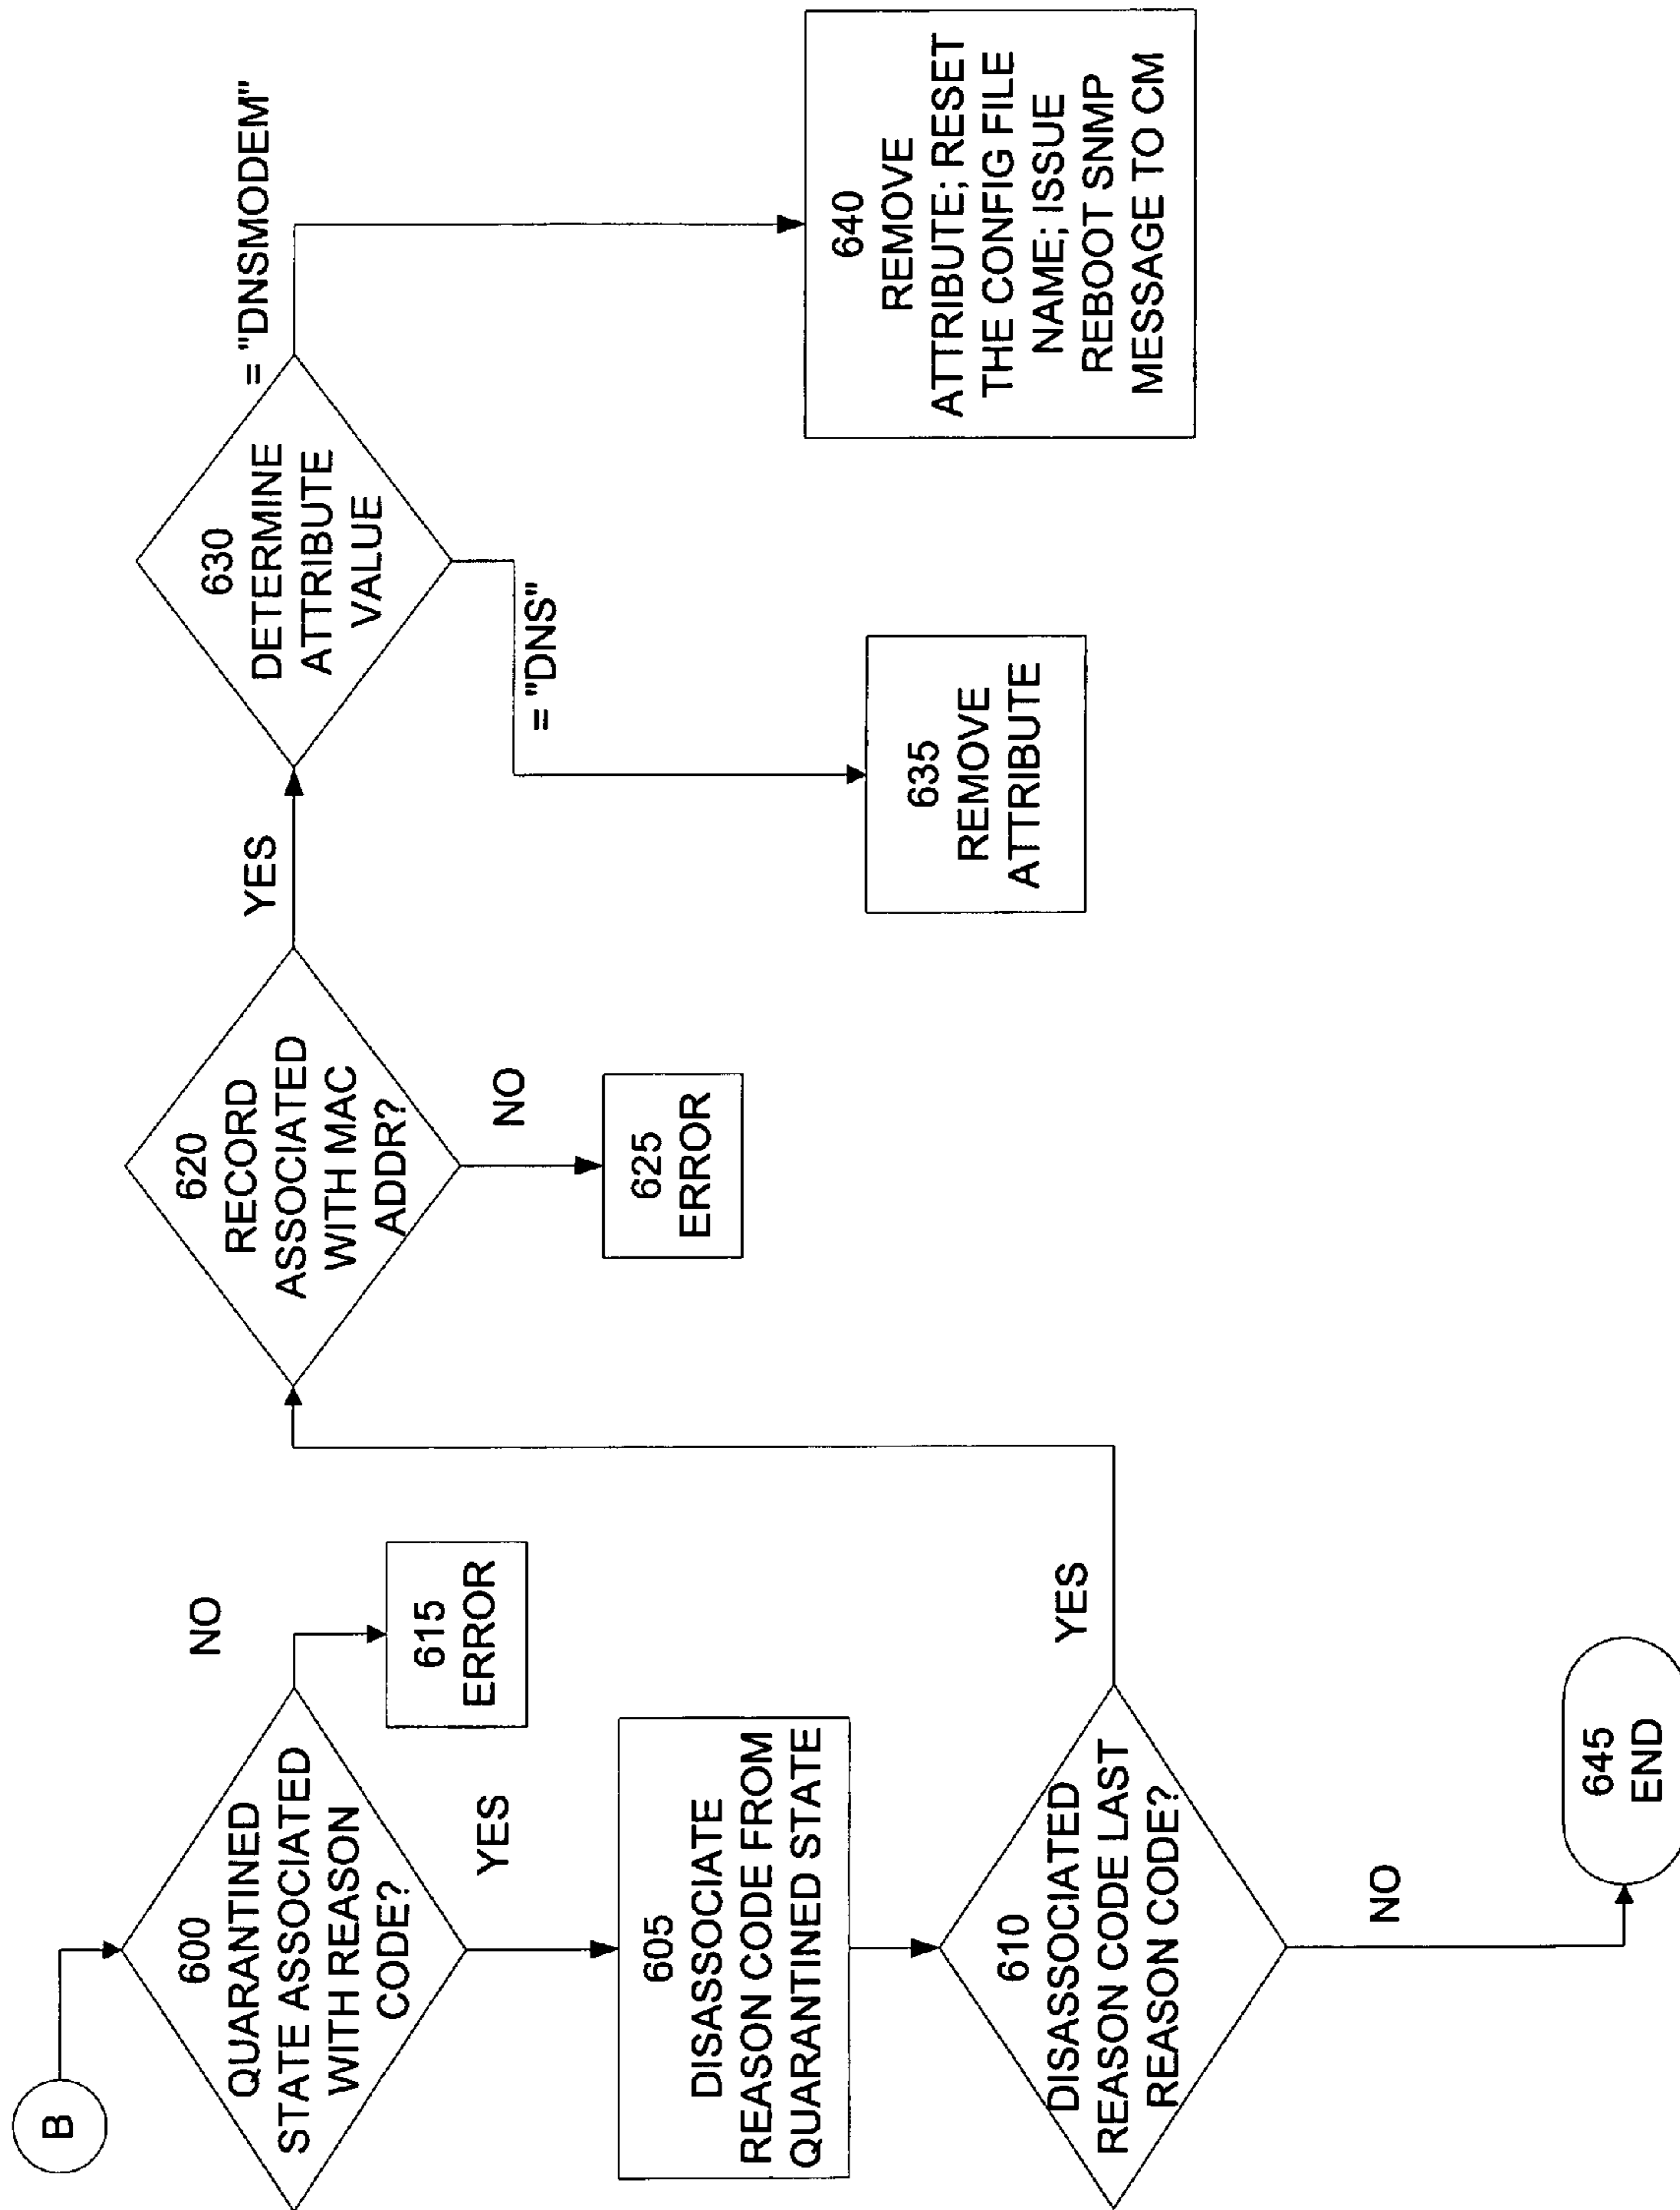 B
600
QUARANTINED
STATE ASSOCIATED
WITH REASON
CODE?
NO
615
ERROR
YES
605
DISASSOCIATE
REASON CODE FROM
QUARANTINED STATE
610
DISASSOCIATED
REASON CODE LAST
REASON CODE?
YES
NO
645
END
620
RECORD
ASSOCIATED
WITH MAC
ADDR?
NO
625
ERROR
YES
630
DETERMINE
ATTRIBUTE
VALUE
= "DNS"
635
REMOVE
ATTRIBUTE
= "DNSMODEM"
640
REMOVE
ATTRIBUTE; RESET
THE CONFIG FILE
NAME; ISSUE
REBOOT SNMP
MESSAGE TO CM